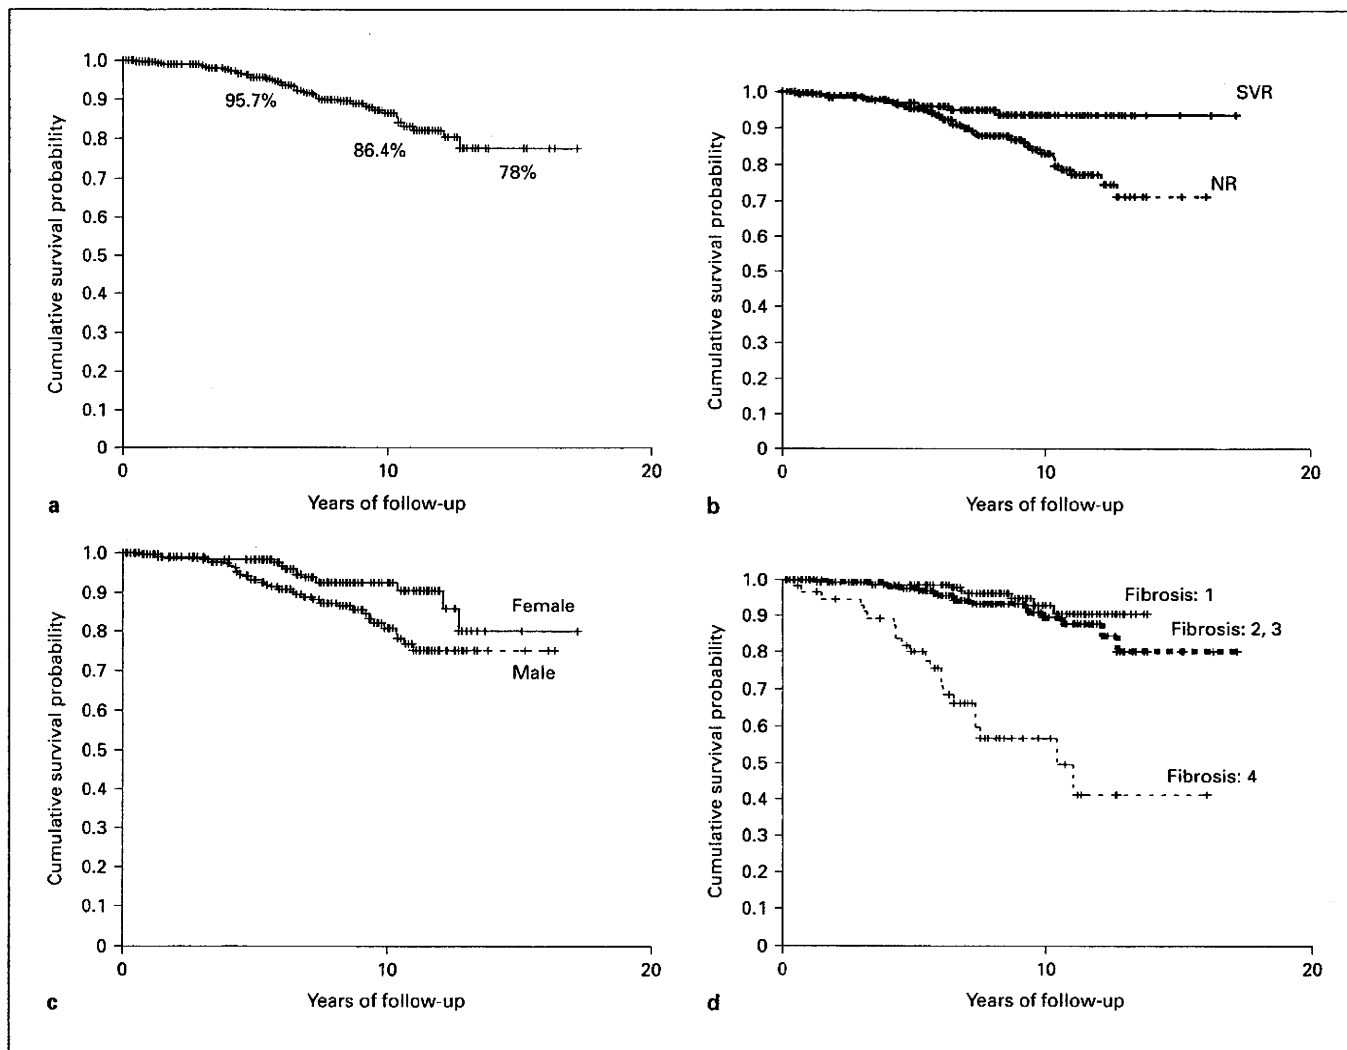 1.0
0.9
0.8
0.7
0.6
0.5
0.4
0.3
0.2
0.1
0
Cumulative survival probability
95.7%
86.4%
78%
0 10 20
Years of follow-up
a
1.0
0.9
0.8
0.7
0.6
0.5
0.4
0.3
0.2
0.1
0
Cumulative survival probability
SVR
NR
0 10 20
Years of follow-up
b
1.0
0.9
0.8
0.7
0.6
0.5
0.4
0.3
0.2
0.1
0
Cumulative survival probability
Female
Male
0 10 20
Years of follow-up
c
1.0
0.9
0.8
0.7
0.6
0.5
0.4
0.3
0.2
0.1
0
Cumulative survival probability
Fibrosis: 1
Fibrosis: 2, 3
Fibrosis: 4
0 10 20
Years of follow-up
d